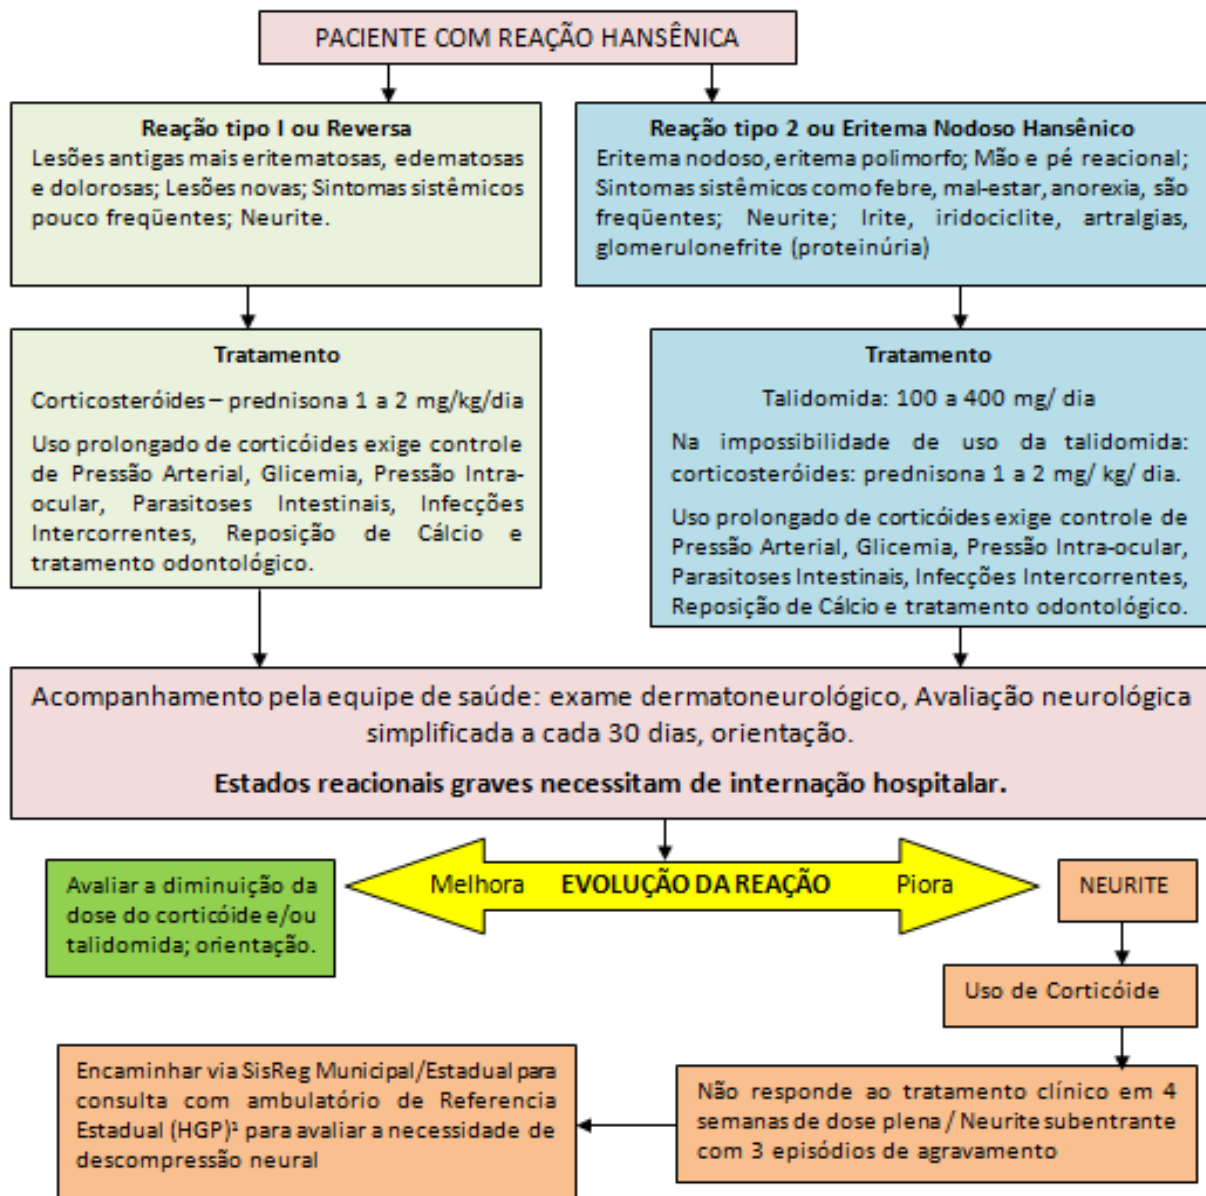 PACIENTE COM REAÇÃO HANSÊNICA
Reação tipo I ou Reversa
Lesões antigas mais eritematosas, edematosas
e dolorosas; Lesões novas; Sintomas sistêmicos
pouco freqüentes; Neurite.
Reação tipo 2 ou Eritema Nodoso Hansênico
Eritema nodoso, eritema polimorfo; Mão e pé reacional;
Sintomas sistêmicos como febre, mal-estar, anorexia, são
freqüentes; Neurite; Irite, iridociclite, artralgias,
glomerulonefrite (proteinúria)
Tratamento
Corticosteróides – prednisona 1 a 2 mg/kg/dia
Uso prolongado de corticóides exige controle
de Pressão Arterial, Glicemia, Pressão Intra-
ocular, Parasitoses Intestinais, Infecções
Intercorrentes, Reposição de Cálcio e
tratamento odontológico.
Tratamento
Talidomida: 100 a 400 mg/ dia
Na impossibilidade de uso da talidomida:
corticosteróides: prednisona 1 a 2 mg/ kg/ dia.
Uso prolongado de corticóides exige controle de
Pressão Arterial, Glicemia, Pressão Intra-ocular,
Parasitoses Intestinais, Infecções Intercorrentes,
Reposição de Cálcio e tratamento odontológico.
Acompanhamento pela equipe de saúde: exame dermatoneurológico, Avaliação neurológica
simplificada a cada 30 dias, orientação.
Estados reacionais graves necessitam de internação hospitalar.
Avaliar a diminuição da
dose do corticóide e/ou
talidomida; orientação.
Melhora EVOLUÇÃO DA REAÇÃO Piora
NEURITE
Uso de Corticóide
Não responde ao tratamento clínico em 4
semanas de dose plena / Neurite subentrante
com 3 episódios de agravamento
Encaminhar via SisReg Municipal/Estadual para
consulta com ambulatório de Referencia
Estadual (HGP)¹ para avaliar a necessidade de
descompressão neural